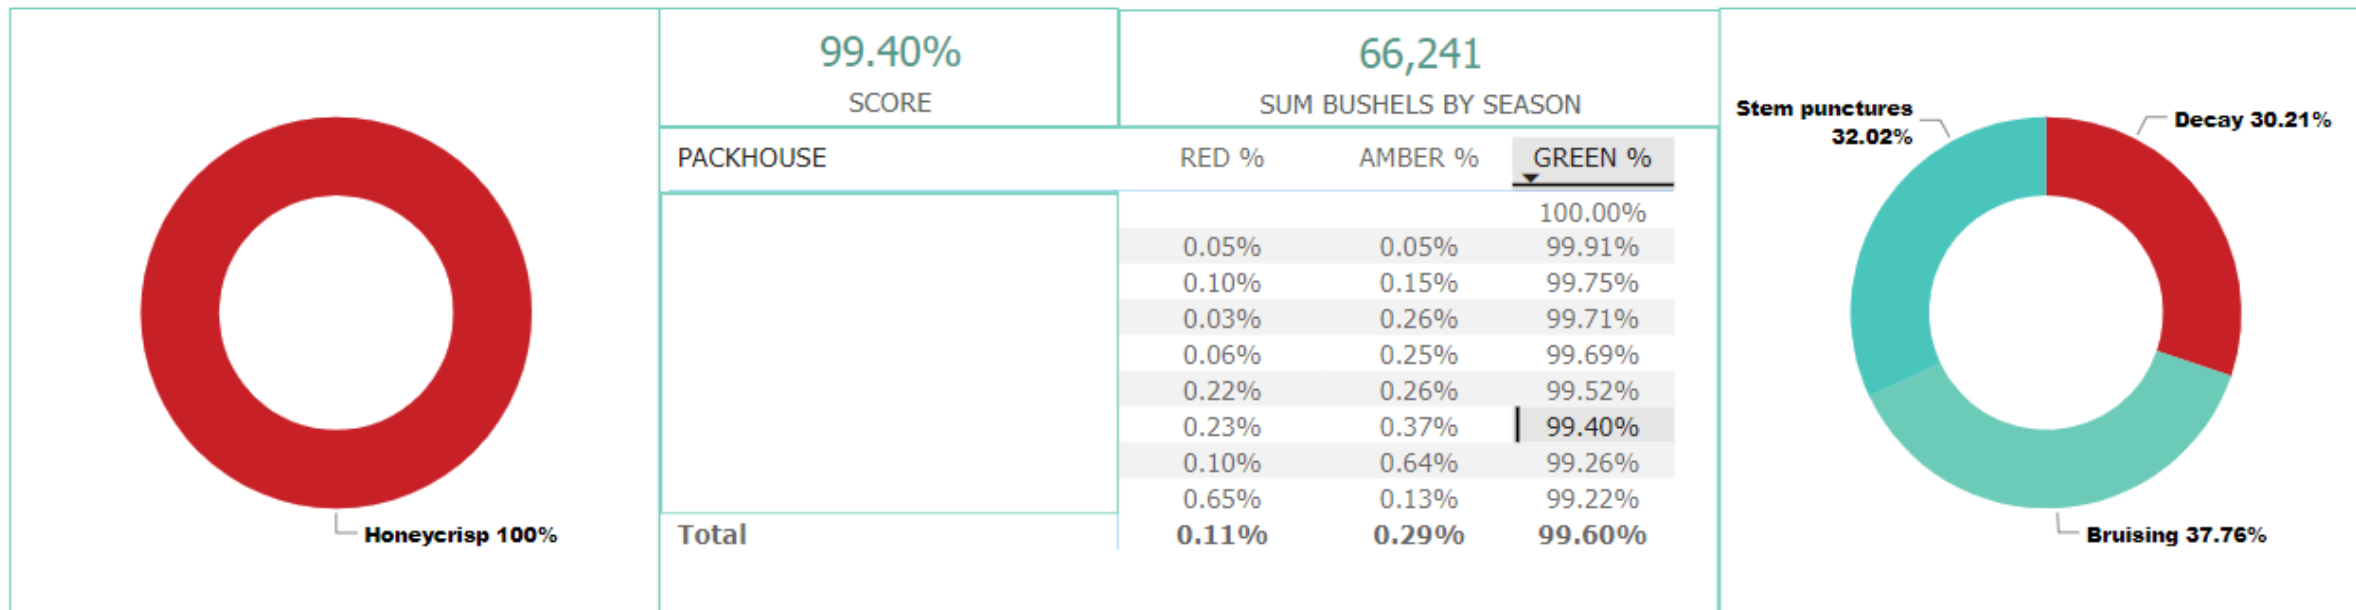 Honeycrisp 100%
99.40%
SCORE
66,241
SUM BUSHELS BY SEASON
PACKHOUSE RED % AMBER % GREEN %
100.00%
0.05% 0.05% 99.91%
0.10% 0.15% 99.75%
0.03% 0.26% 99.71%
0.06% 0.25% 99.69%
0.22% 0.26% 99.52%
0.23% 0.37% 99.40%
0.10% 0.64% 99.26%
0.65% 0.13% 99.22%
Total 0.11% 0.29% 99.60%
Stem punctures
32.02%
Decay 30.21%
Bruising 37.76%